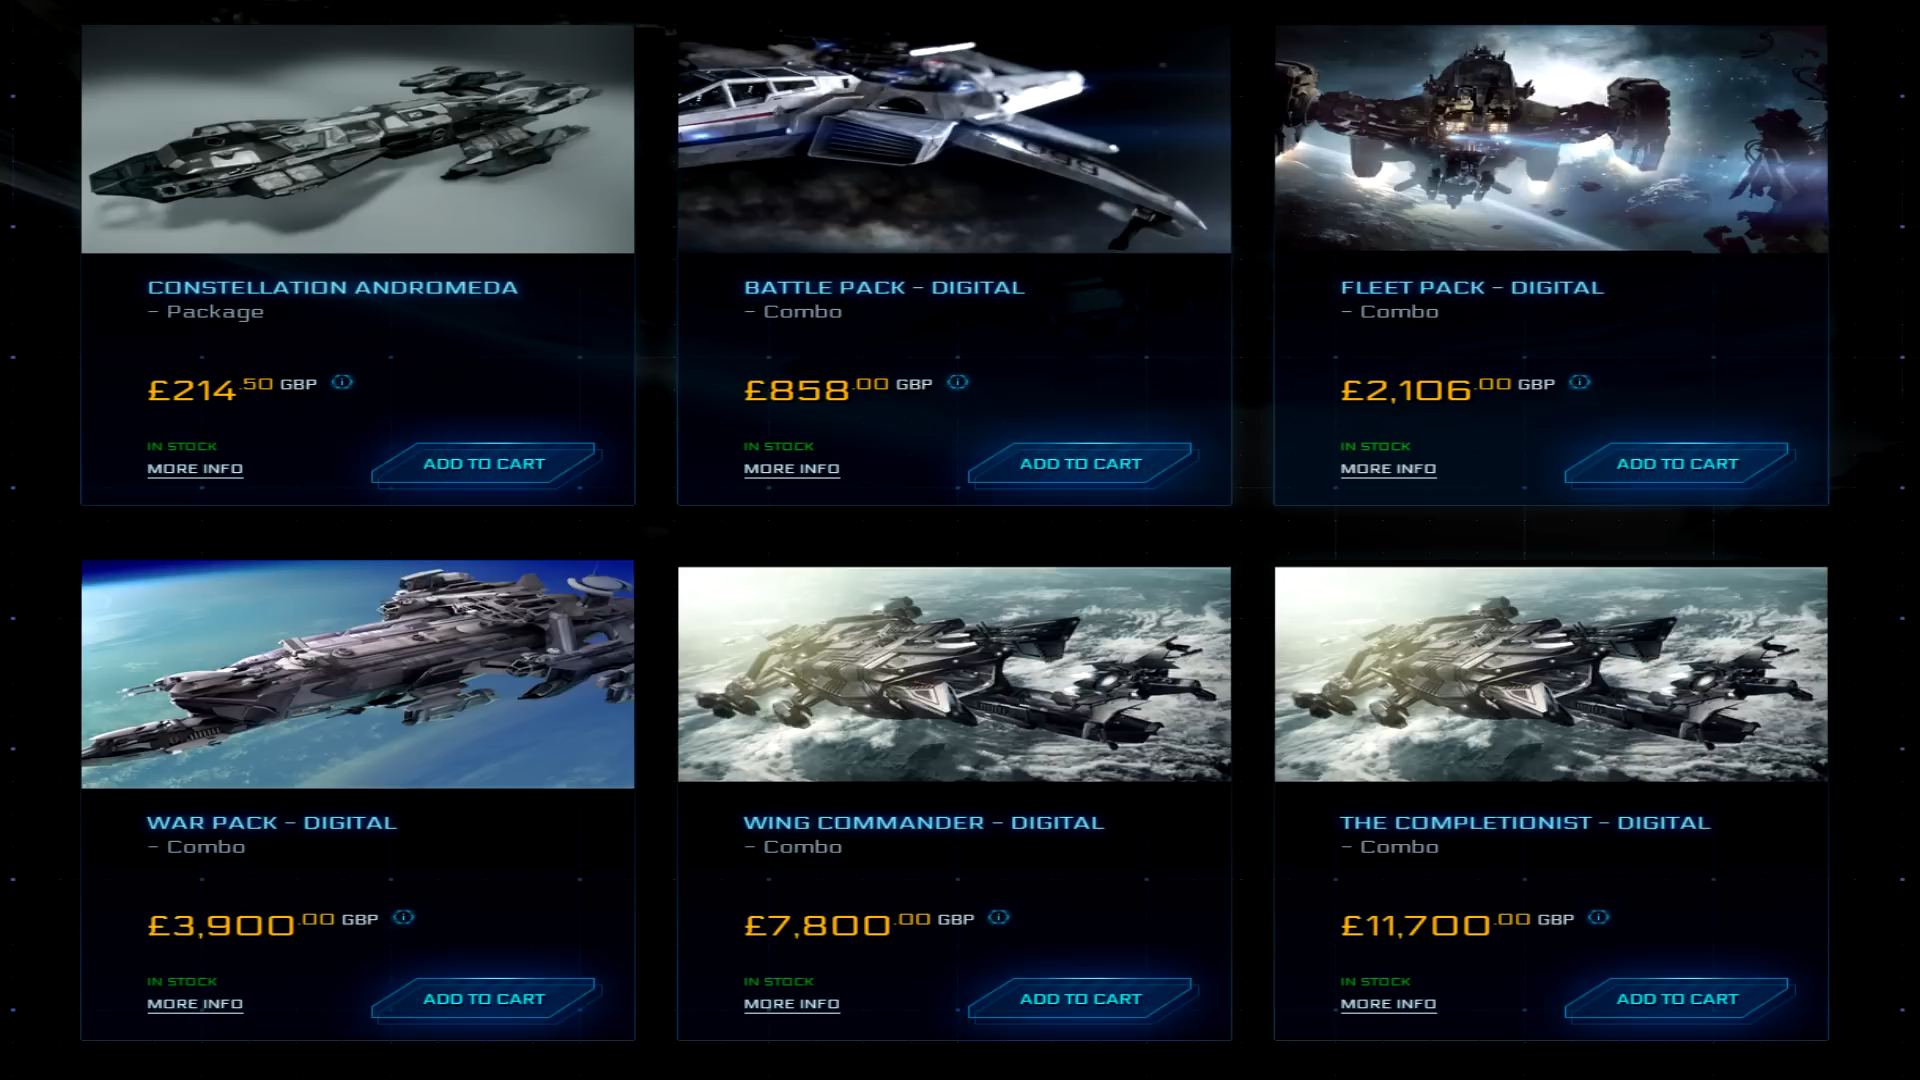 CONSTELLATION ANDROMEDA
- Package
£214.50 GBP
IN STOCK
MORE INFO
ADD TO CART
BATTLE PACK - DIGITAL
- Combo
£858.00 GBP
IN STOCK
MORE INFO
ADD TO CART
FLEET PACK - DIGITAL
- Combo
£2,106.00 GBP
IN STOCK
MORE INFO
ADD TO CART
WAR PACK - DIGITAL
- Combo
£3,900.00 GBP
IN STOCK
MORE INFO
ADD TO CART
WING COMMANDER - DIGITAL
- Combo
£7,800.00 GBP
IN STOCK
MORE INFO
ADD TO CART
THE COMPLETIONIST - DIGITAL
- Combo
£11,700.00 GBP
IN STOCK
MORE INFO
ADD TO CART